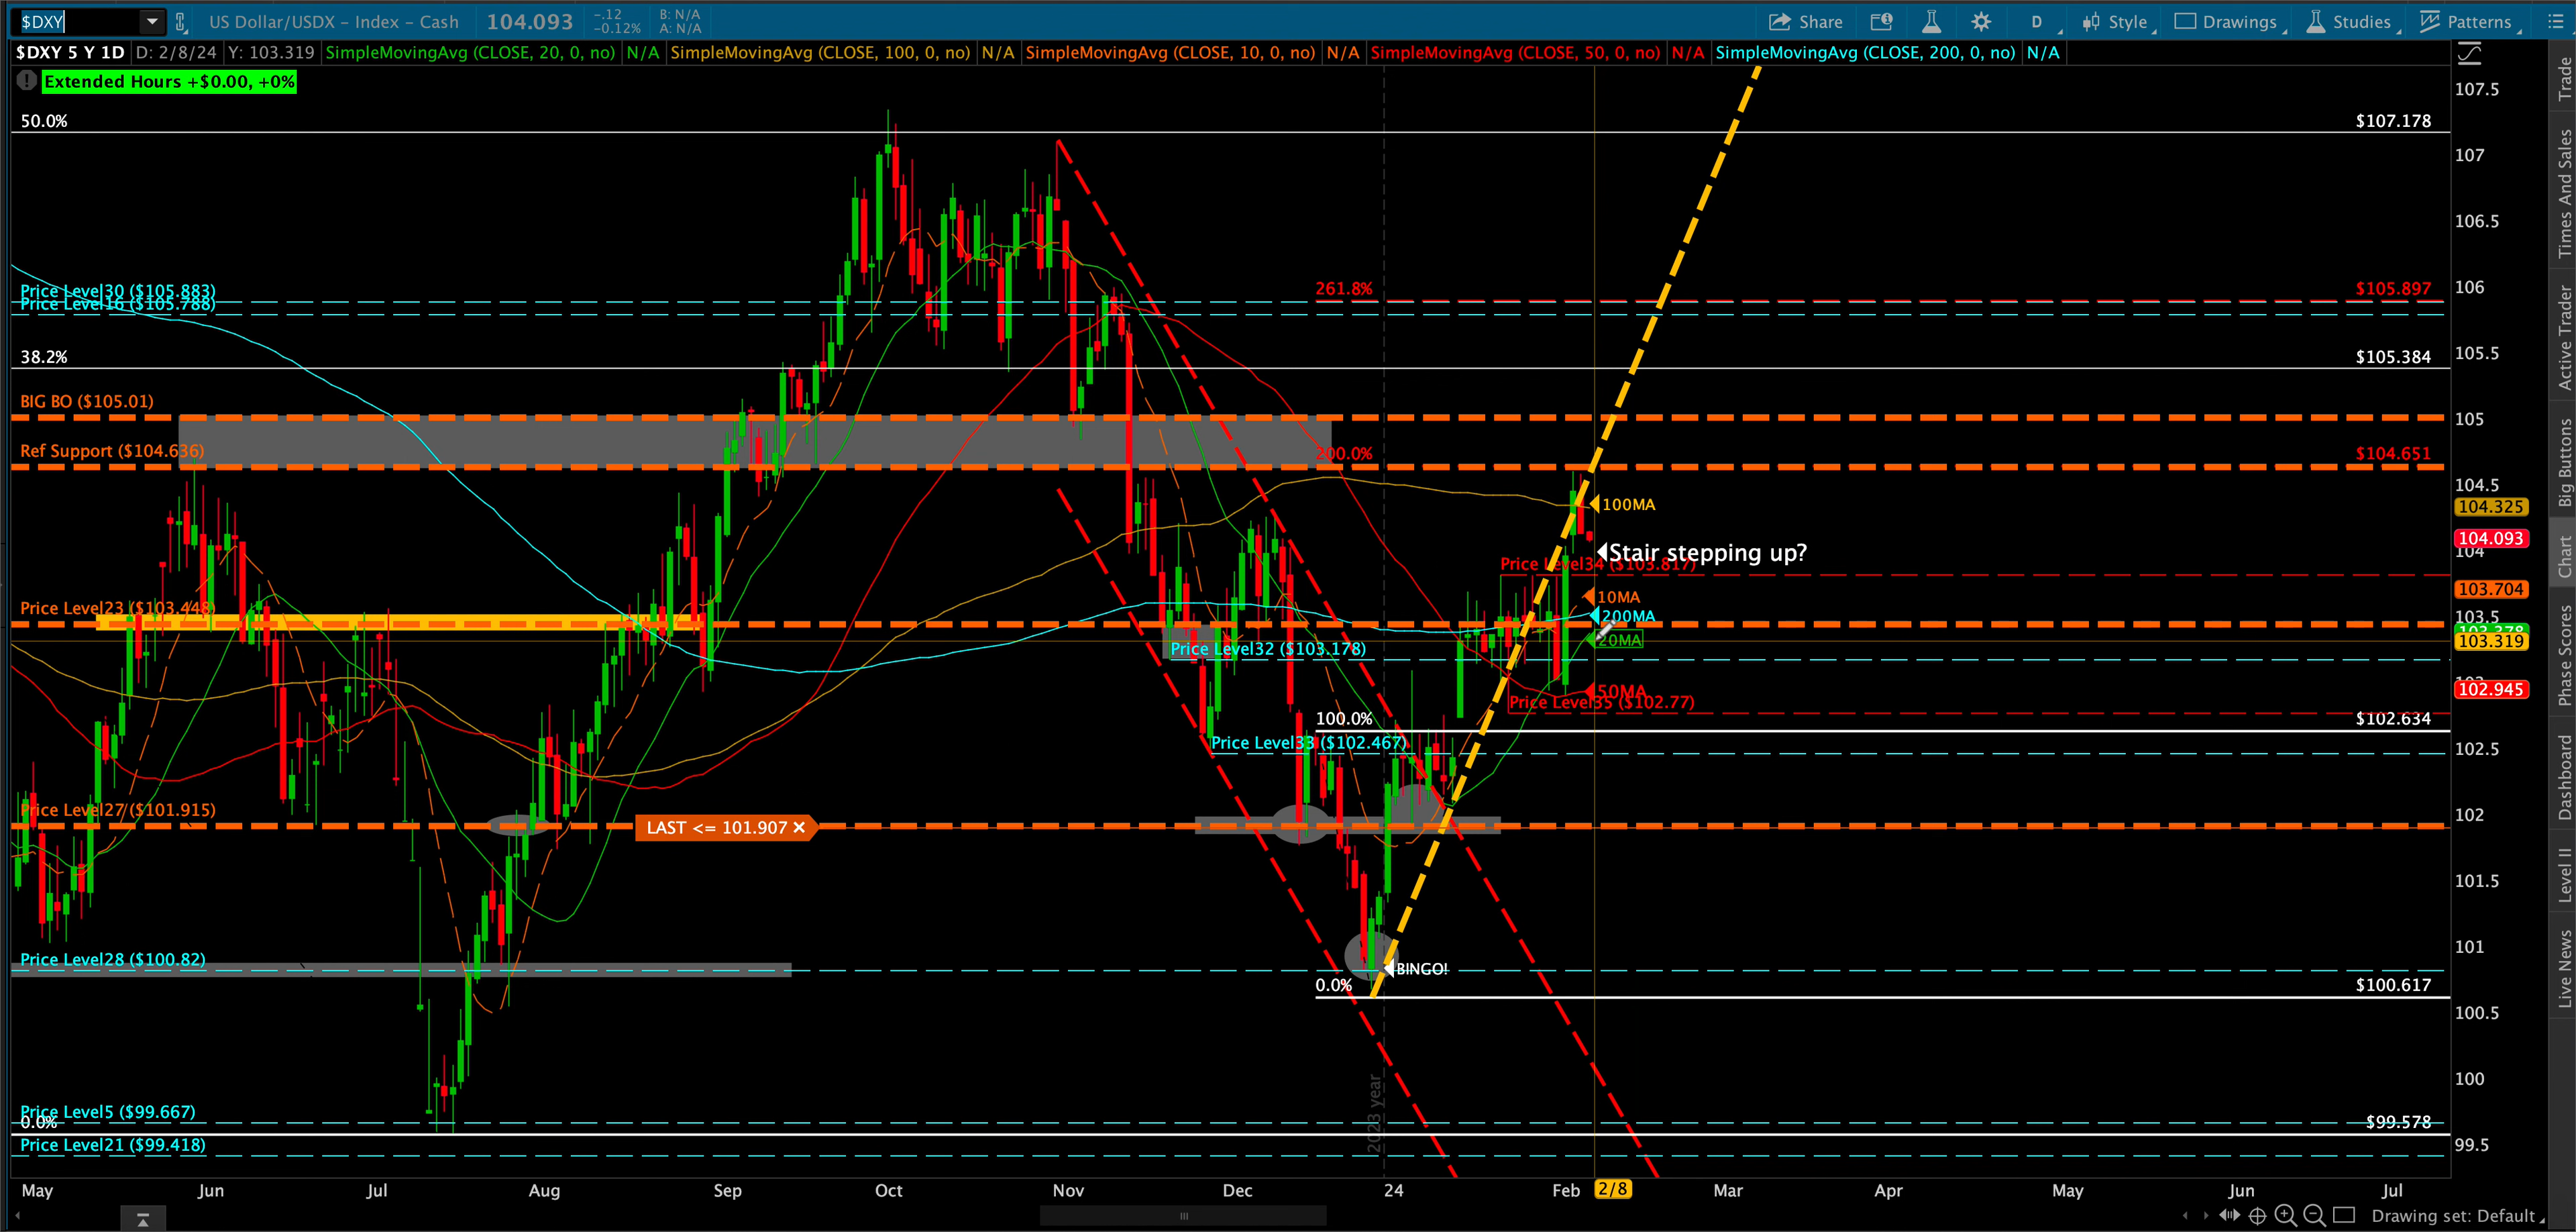 $DXY US Dollar/USDX - Index - Cash 104.093 -.12 -0.12% B: N/A A: N/A Share D Style Drawings Studies Patterns
$DXY 5 Y 1D D: 2/8/24 Y: 103.319 SimpleMovingAvg (CLOSE, 20, 0, no) N/A SimpleMovingAvg (CLOSE, 100, 0, no) N/A SimpleMovingAvg (CLOSE, 10, 0, no) N/A SimpleMovingAvg (CLOSE, 50, 0, no) N/A SimpleMovingAvg (CLOSE, 200, 0, no) N/A
Extended Hours +$0.00, +0%
107.5
50.0% $107.178
107
106.5
Price Level30 ($105.883) 261.8% $105.897
106
Price Level16 ($105.788)
38.2% $105.384
105.5
BIG BO ($105.01)
105
Ref Support ($104.636) 200.0% $104.651
104.5
100MA 104.325
104.093
104
Stair stepping up?
Price Level34 ($103.817)
10MA 103.704
Price Level23 ($103.448) 200MA
103.5
20MA 103.319
Price Level32 ($103.178)
50MA 102.945
Price Level35 ($102.77)
100.0% $102.634
Price Level33 ($102.467) 102.5
Price Level27 ($101.915)
LAST <= 101.907 ×
102
101.5
101
Price Level28 ($100.82) BINGO!
0.0% $100.617
100.5
100
Price Level5 ($99.667)
0.0% $99.578
Price Level21 ($99.418) 99.5
2023 year
May Jun Jul Aug Sep Oct Nov Dec 24 Feb 2/8 Mar Apr May Jun Jul
Drawing set: Default
Trade
Times And Sales
Active Trader
Big Buttons
Chart
Phase Scores
Dashboard
Level II
Live News